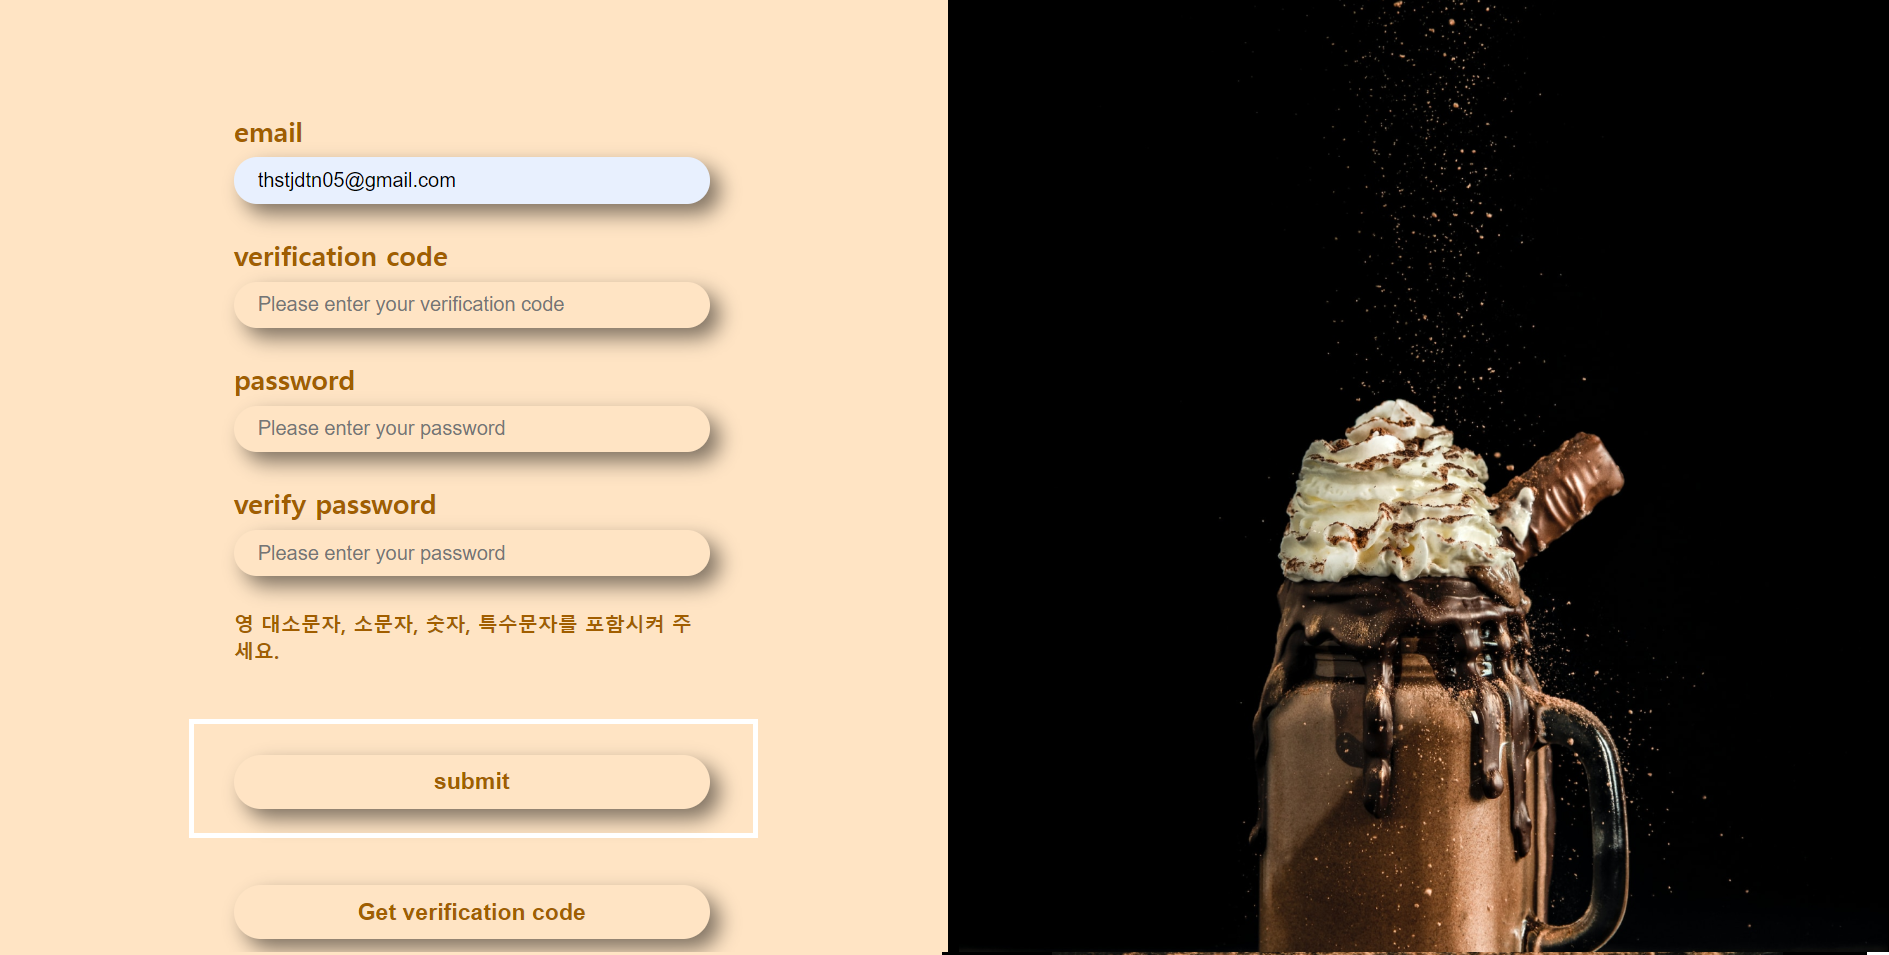 email
thstjdtn05@gmail.com
verification code
Please enter your verification code
password
Please enter your password
verify password
Please enter your password
영 대소문자, 소문자, 숫자, 특수문자를 포함시켜 주
세요.
submit
Get verification code